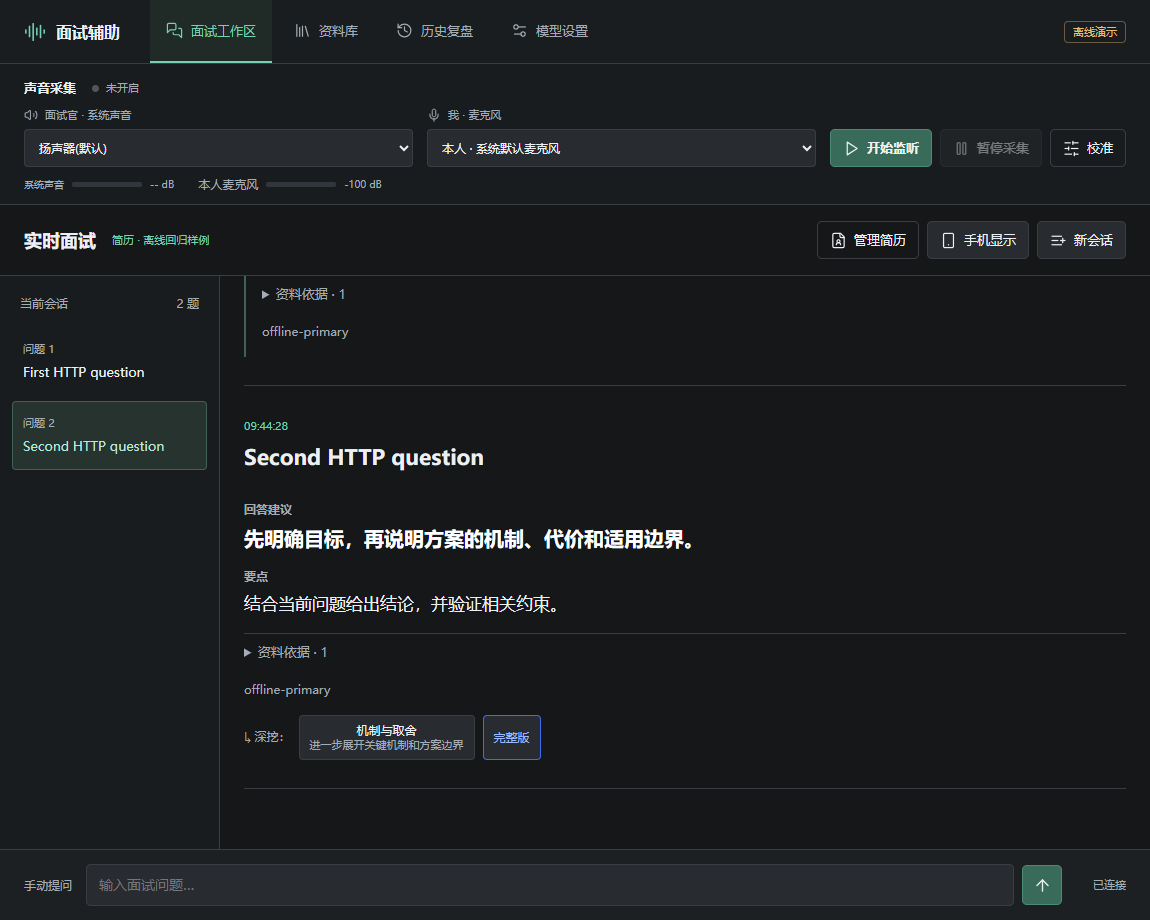 面试辅助
面试工作区
资料库
历史复盘
模型设置
离线演示
声音采集
未开启
面试官 · 系统声音
我 · 麦克风
扬声器(默认)
本人 · 系统默认麦克风
开始监听
暂停采集
校准
系统声音
-- dB
本人麦克风
-100 dB
实时面试
简历 · 离线回归样例
管理简历
手机显示
新会话
当前会话
2 题
问题 1
First HTTP question
问题 2
Second HTTP question
资料依据 · 1
offline-primary
09:44:28
Second HTTP question
回答建议
先明确目标，再说明方案的机制、代价和适用边界。
要点
结合当前问题给出结论，并验证相关约束。
资料依据 · 1
offline-primary
↳ 深挖:
机制与取舍
进一步展开关键机制和方案边界
完整版
手动提问
输入面试问题...
已连接